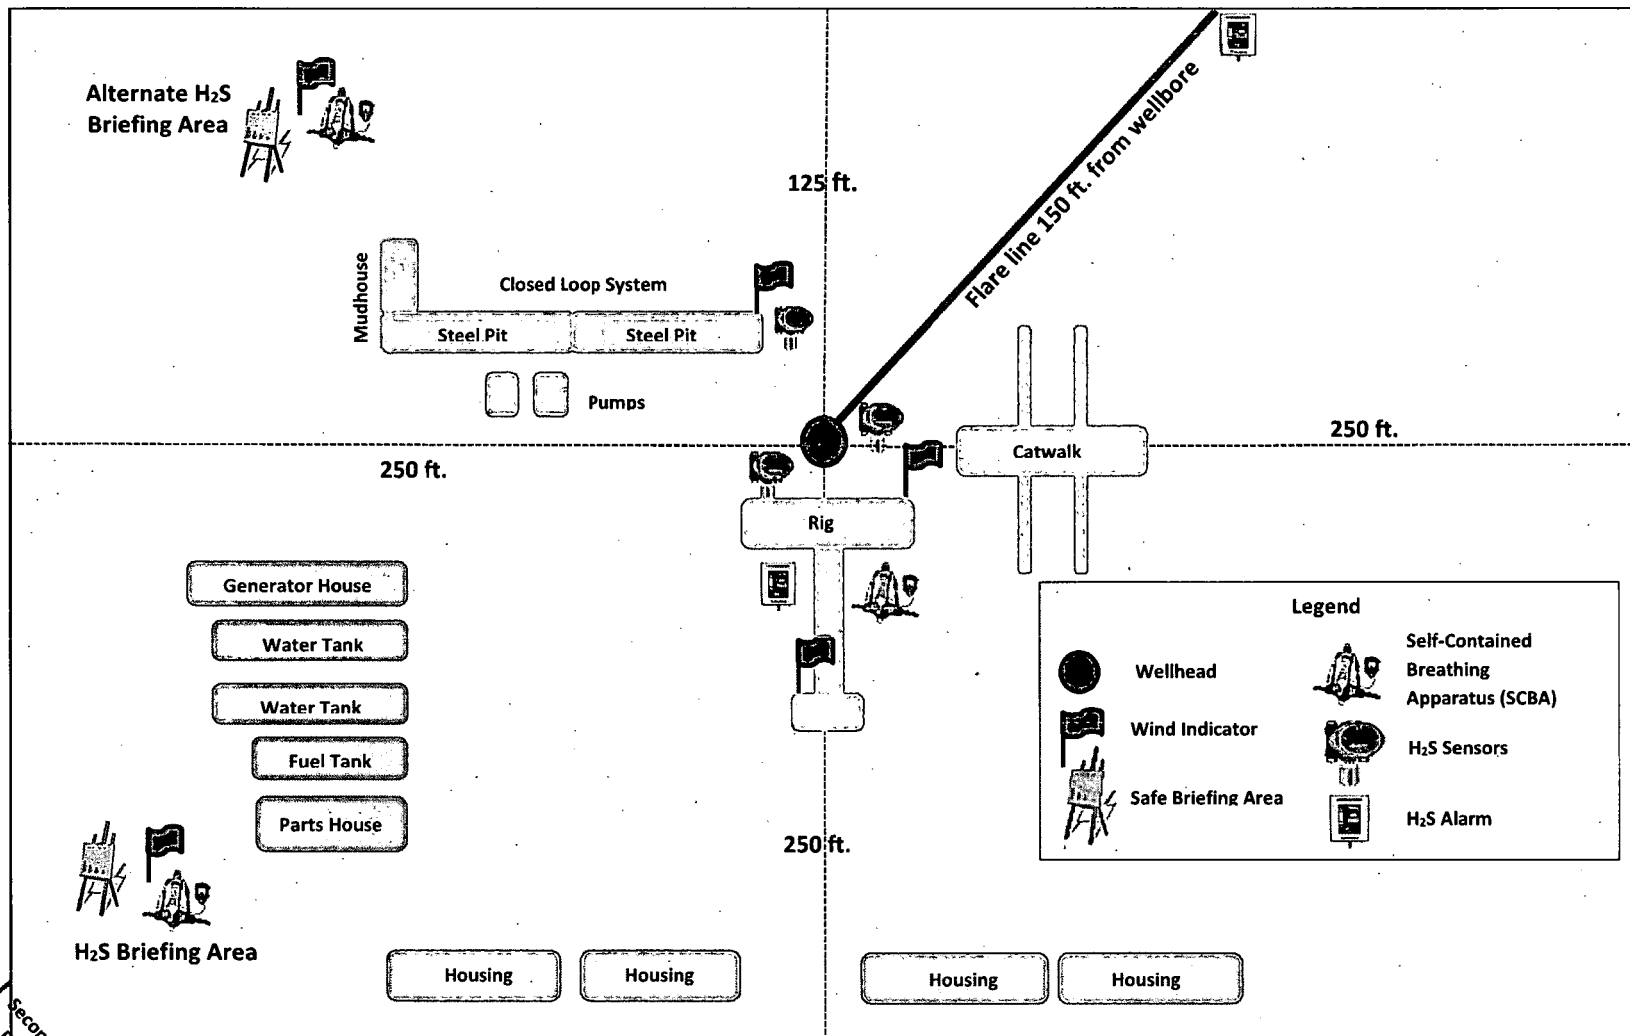 Alternate H₂S
Briefing Area
125 ft.
Flare line 150 ft. from wellbore
Mudhouse
Closed Loop System
Steel Pit
Steel Pit
Pumps
250 ft.
250 ft.
Catwalk
Rig
Generator House
Water Tank
Water Tank
Fuel Tank
Parts House
250 ft.
H₂S Briefing Area
Housing
Housing
Housing
Housing
Legend
Wellhead
Wind Indicator
Safe Briefing Area
Self-Contained
Breathing
Apparatus (SCBA)
H₂S Sensors
H₂S Alarm